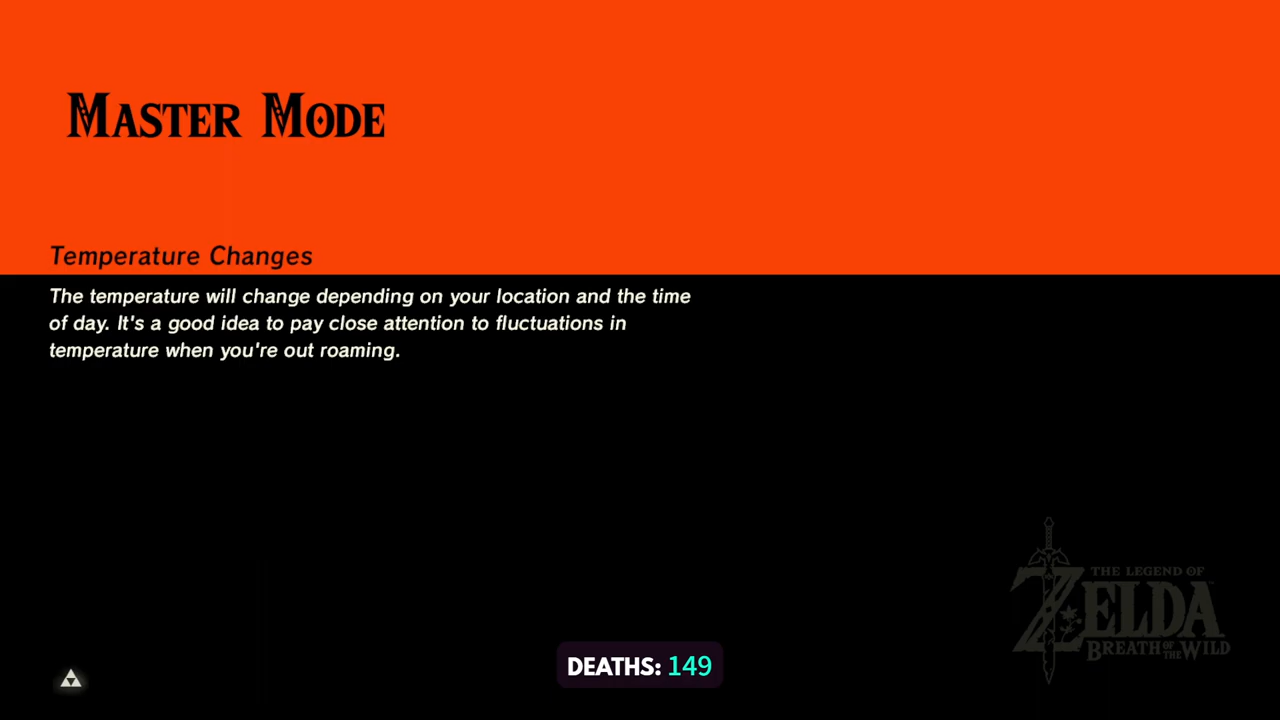 MASTER MODE
Temperature Changes
The temperature will change depending on your location and the time
of day. It's a good idea to pay close attention to fluctuations in
temperature when you're out roaming.
THE LEGEND OF
ZELDA
BREATH OF THE WILD
DEATHS: 149